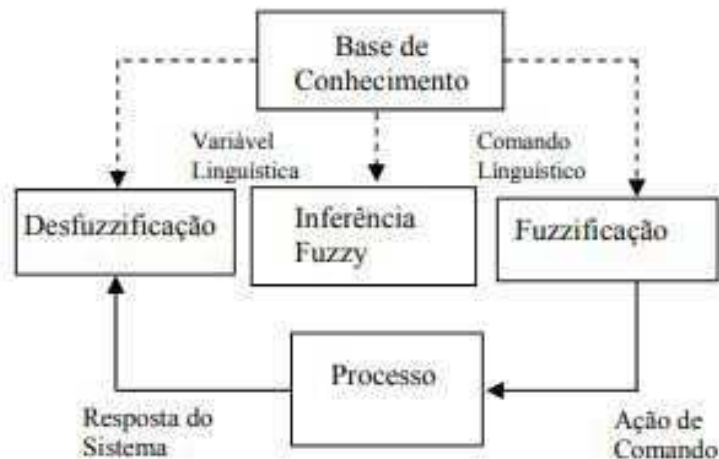 Base de
Conhecimento
Variável
Linguística
Comando
Linguístico
Desfuzzificação
Inferência
Fuzzy
Fuzzificação
Processo
Resposta do
Sistema
Ação de
Comando